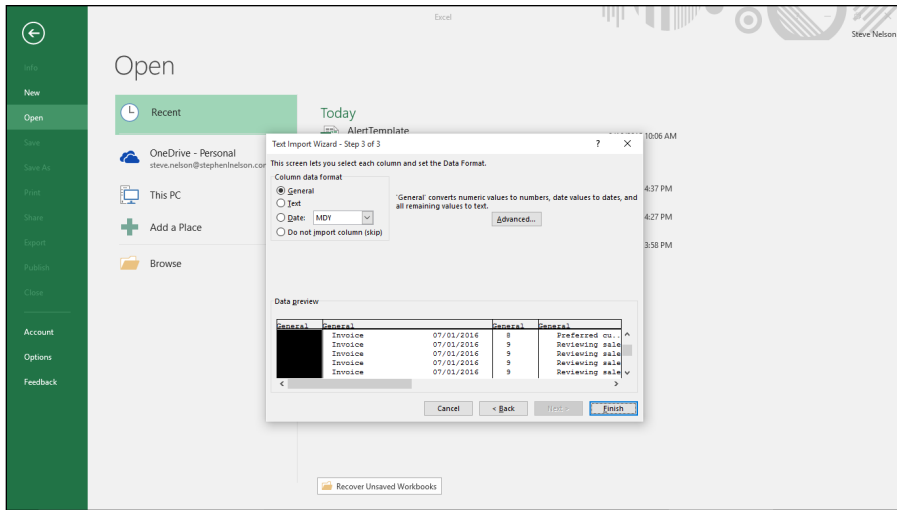 Excel
Steve Nelson
Info
New
Open
Save
Save As
Print
Share
Export
Publish
Close
Account
Options
Feedback
Open
Recent
OneDrive - Personal
steve.nelson@stephenlnelson.cor
This PC
Add a Place
Browse
Today
AlertTemplate
10:06 AM
4:37 PM
4:27 PM
3:58 PM
Text Import Wizard - Step 3 of 3
This screen lets you select each column and set the Data Format.
Column data format
General
Text
Date: MDY
Do not import column (skip)
'General' converts numeric values to numbers, date values to dates, and
all remaining values to text.
Advanced...
Data preview
General General General General
Invoice 07/01/2016 8 Preferred cu..
Invoice 07/01/2016 9 Reviewing sale
Invoice 07/01/2016 9 Reviewing sale
Invoice 07/01/2016 9 Reviewing sale
Invoice 07/01/2016 9 Reviewing sale
Cancel < Back Next > Finish
Recover Unsaved Workbooks